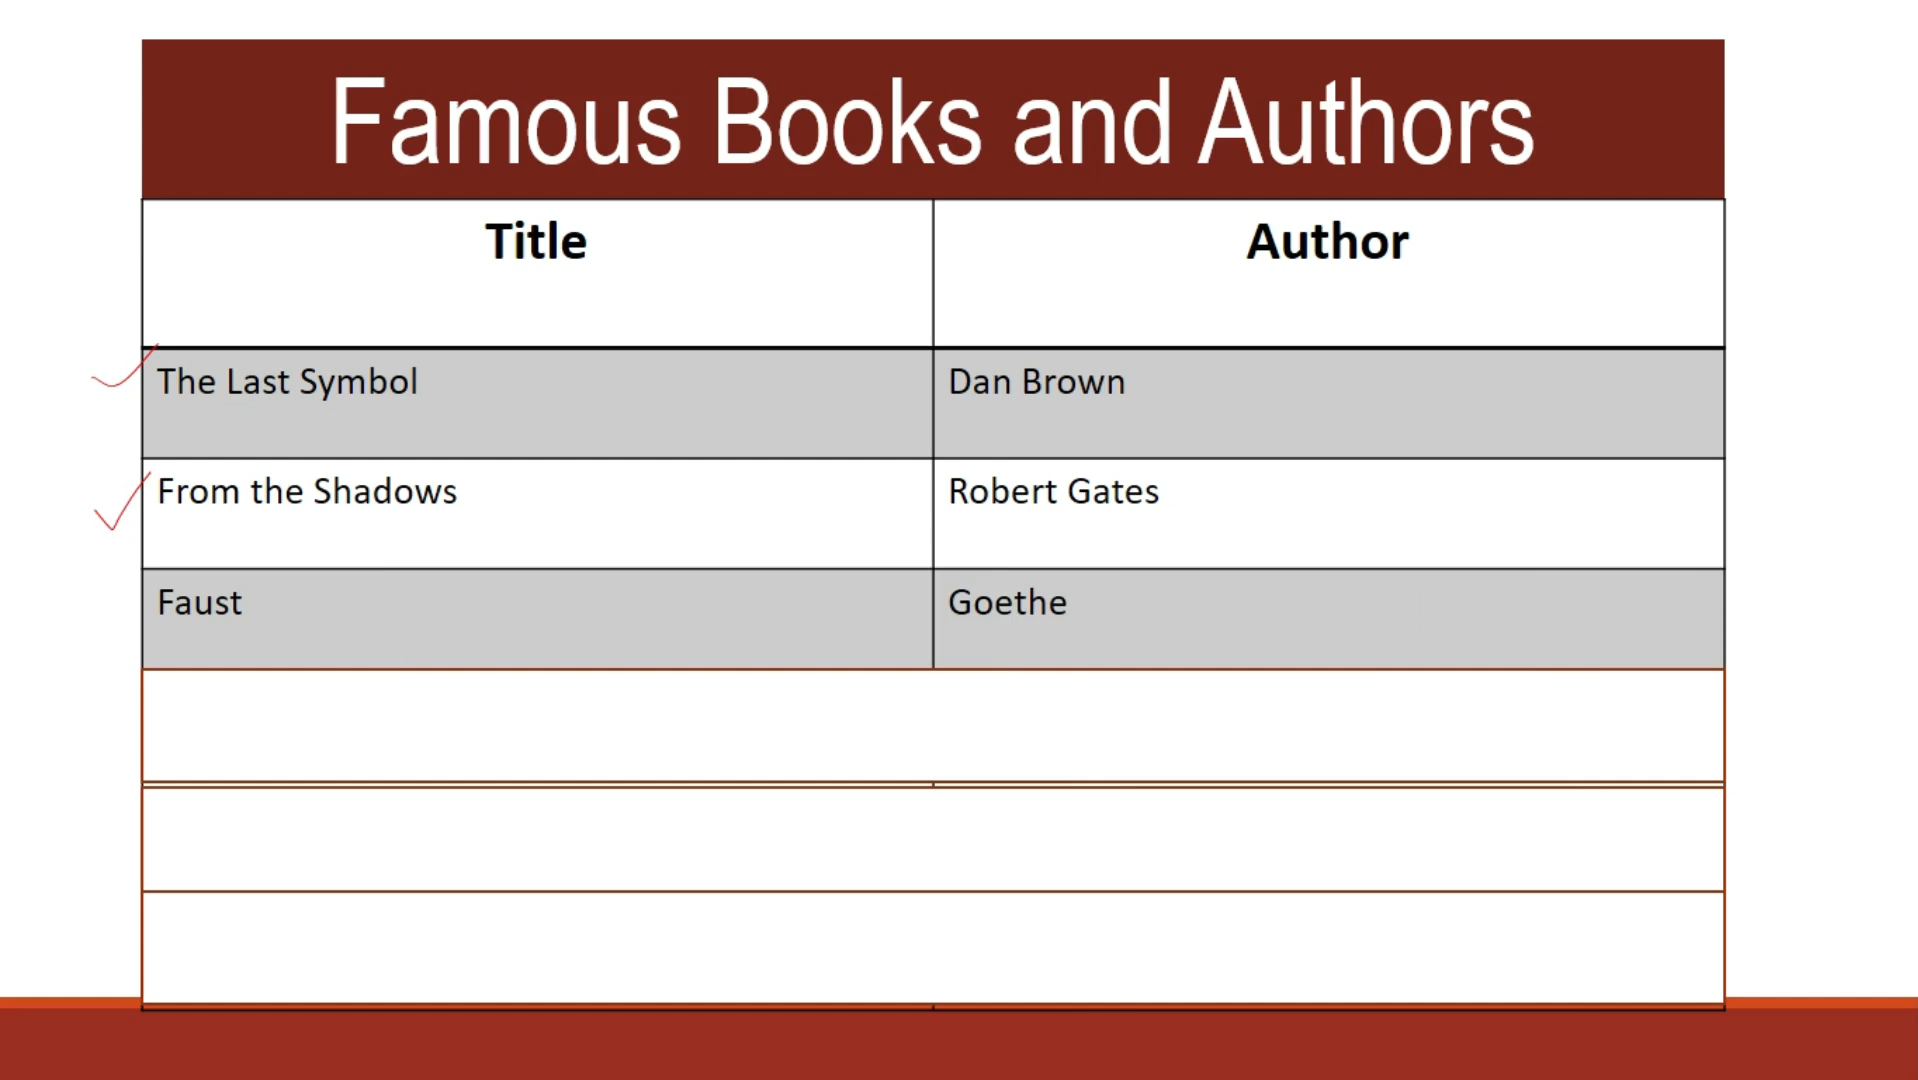 Famous Books and Authors
Title Author
The Last Symbol Dan Brown
From the Shadows Robert Gates
Faust Goethe